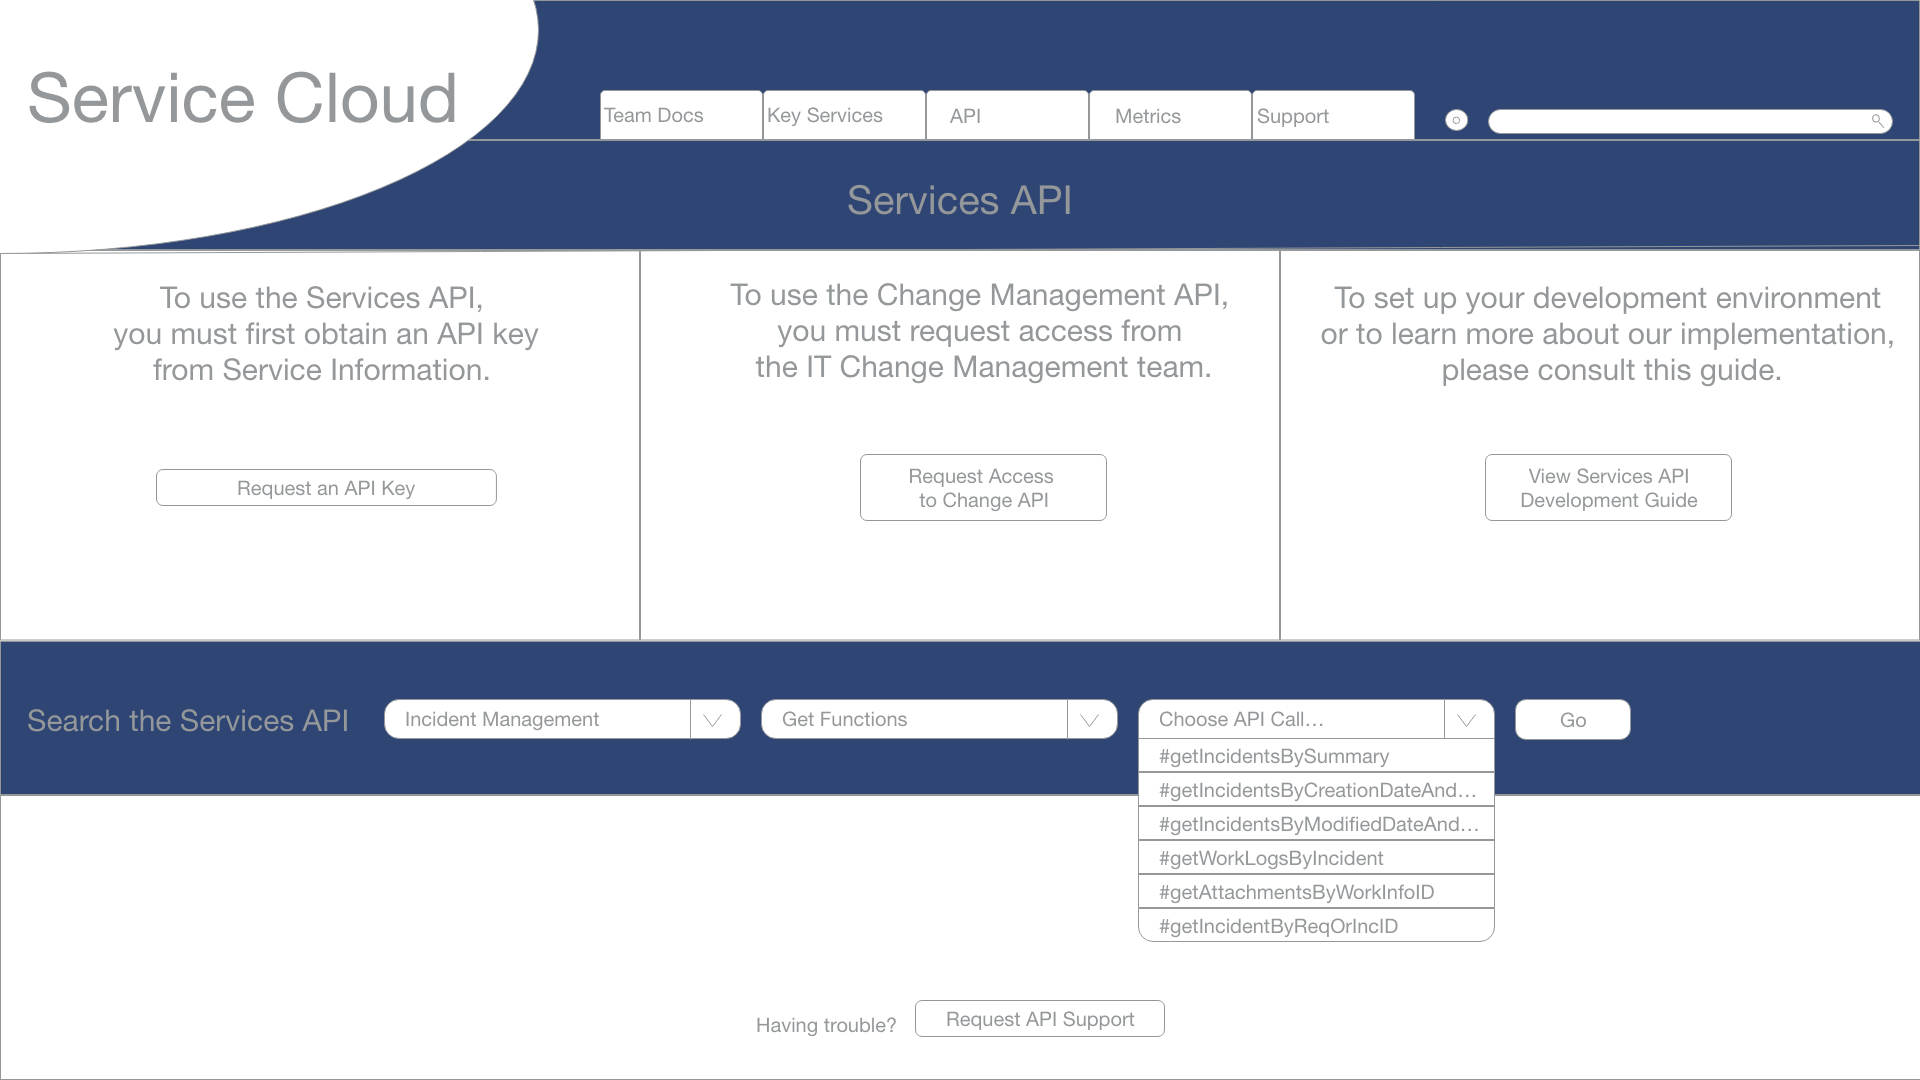 Service Cloud
Team Docs
Key Services
API
Metrics
Support
Services API
To use the Services API,
you must first obtain an API key
from Service Information.
Request an API Key
To use the Change Management API,
you must request access from
the IT Change Management team.
Request Access
to Change API
To set up your development environment
or to learn more about our implementation,
please consult this guide.
View Services API
Development Guide
Search the Services API
Incident Management
Get Functions
Choose API Call…
Go
#getIncidentsBySummary
#getIncidentsByCreationDateAnd…
#getIncidentsByModifiedDateAnd…
#getWorkLogsByIncident
#getAttachmentsByWorkInfoID
#getIncidentByReqOrIncID
Having trouble?
Request API Support